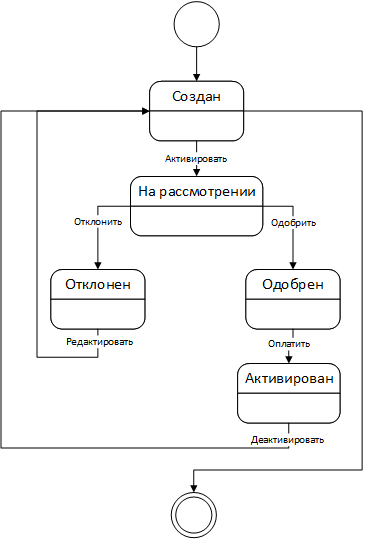 Создан
Активировать
На рассмотрении
Отклонить
Одобрить
Отклонен
Одобрен
Редактировать
Оплатить
Активирован
Деактивировать